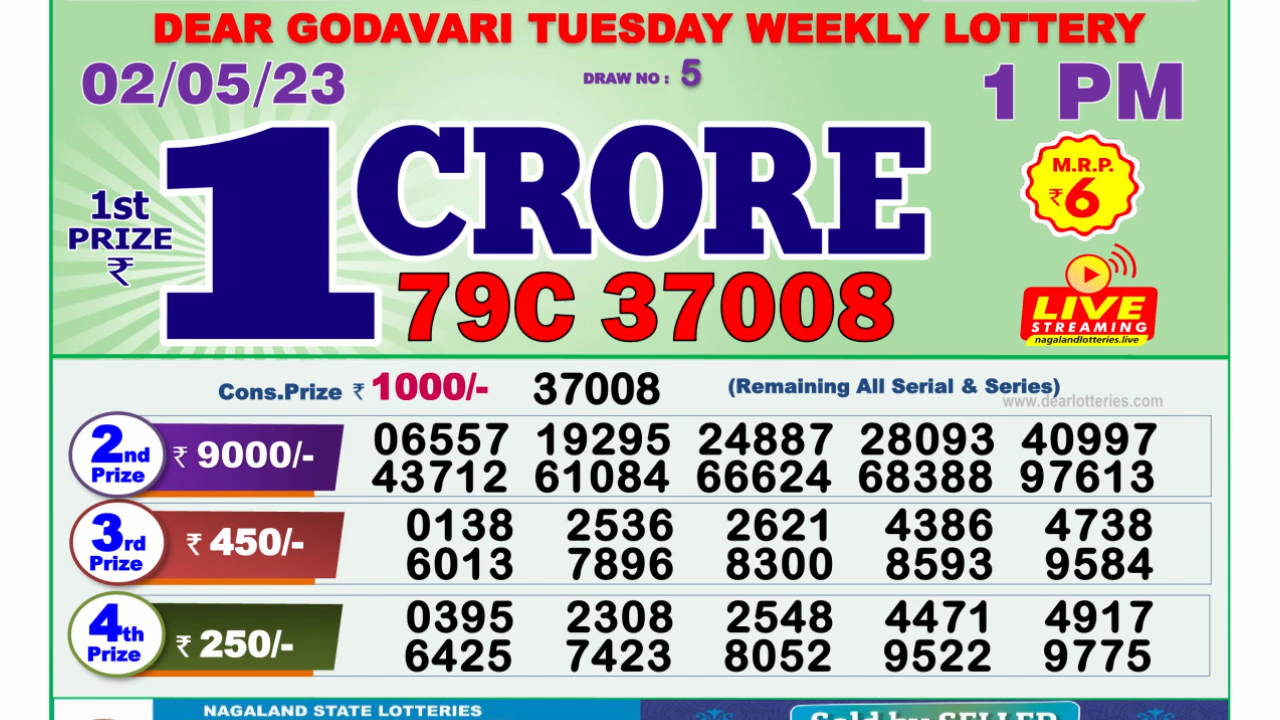 DEAR GODAVARI TUESDAY WEEKLY LOTTERY
02/05/23 DRAW NO : 5 1 PM
1st PRIZE ₹ 1 CRORE
M.R.P. ₹ 6
79C 37008
LIVE
STREAMING
nagalandlotteries.live
Cons.Prize ₹ 1000/- 37008 (Remaining All Serial & Series)
www.dearlotteries.com
2nd Prize ₹ 9000/-
06557 19295 24887 28093 40997
43712 61084 66624 68388 97613
3rd Prize ₹ 450/-
0138 2536 2621 4386 4738
6013 7896 8300 8593 9584
4th Prize ₹ 250/-
0395 2308 2548 4471 4917
6425 7423 8052 9522 9775
NAGALAND STATE LOTTERIES
Sold by SELLER